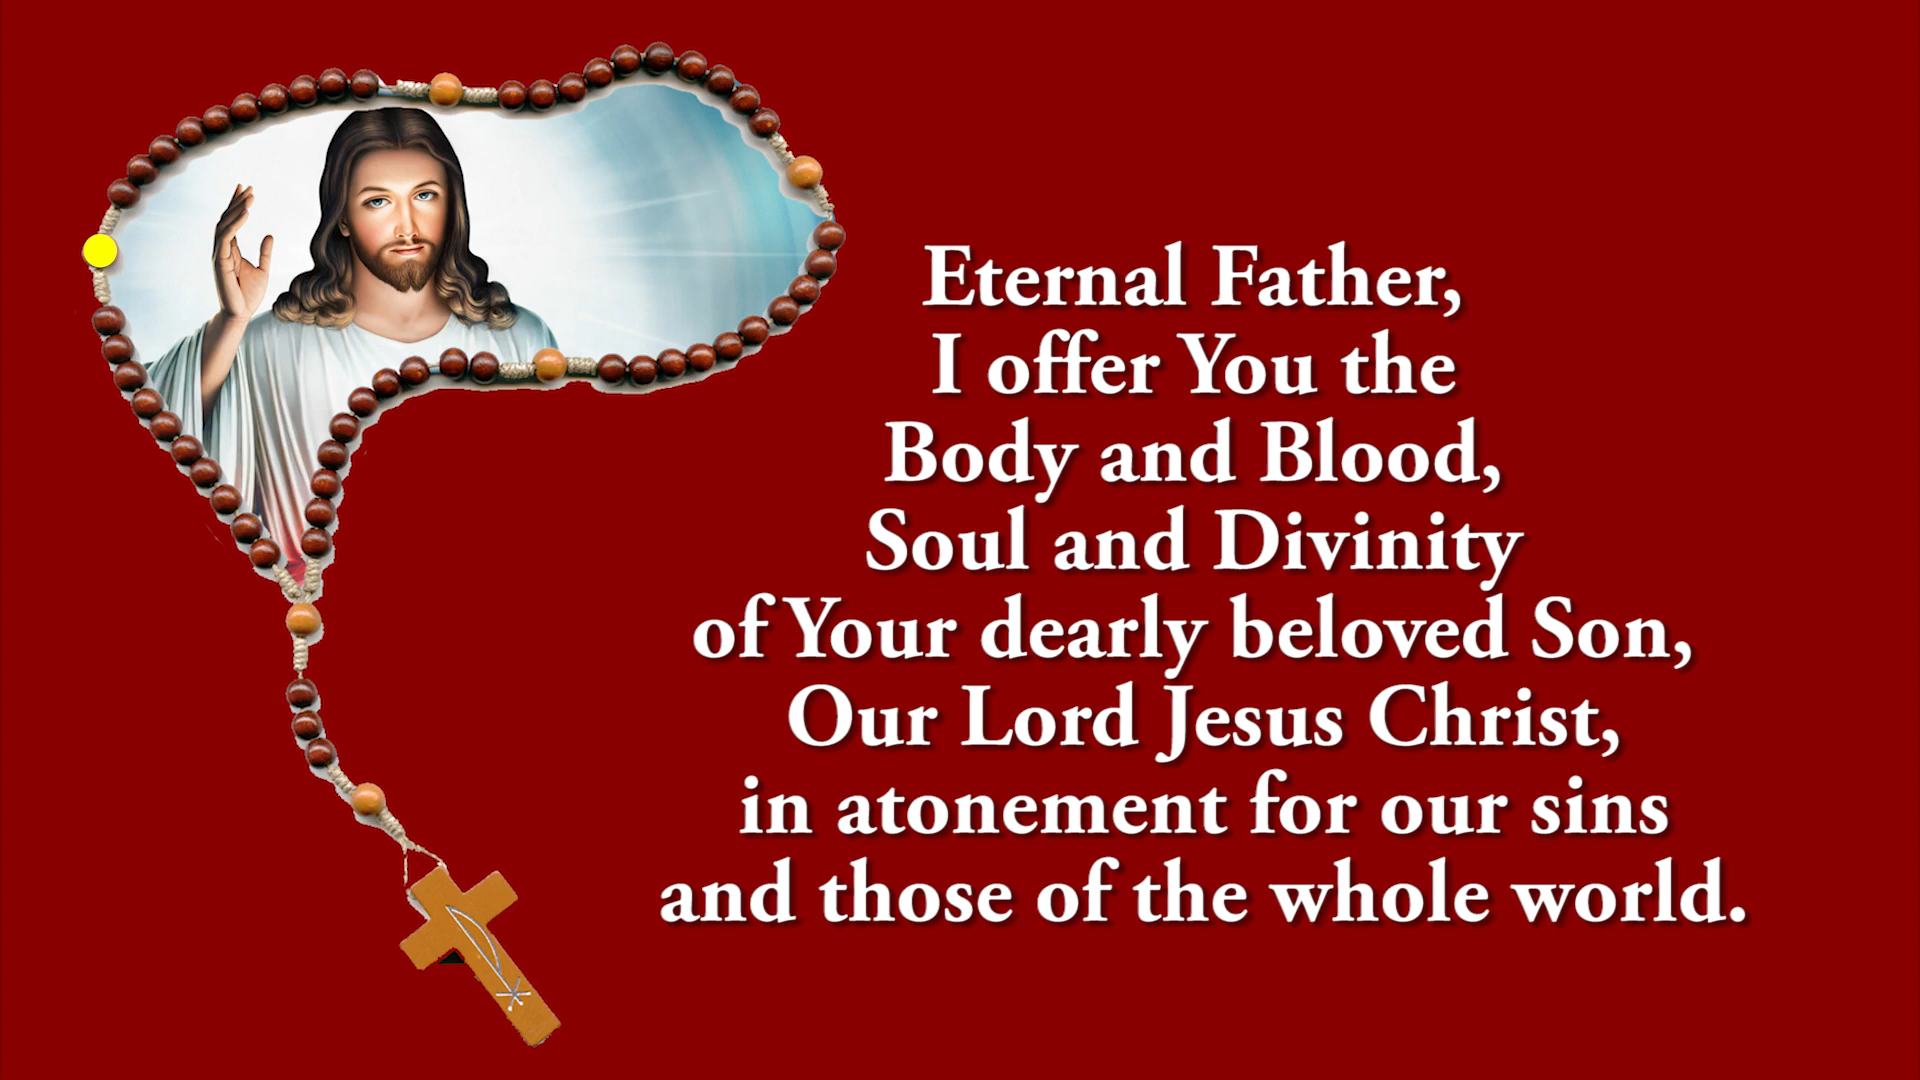 Eternal Father,
I offer You the
Body and Blood,
Soul and Divinity
of Your dearly beloved Son,
Our Lord Jesus Christ,
in atonement for our sins
and those of the whole world.